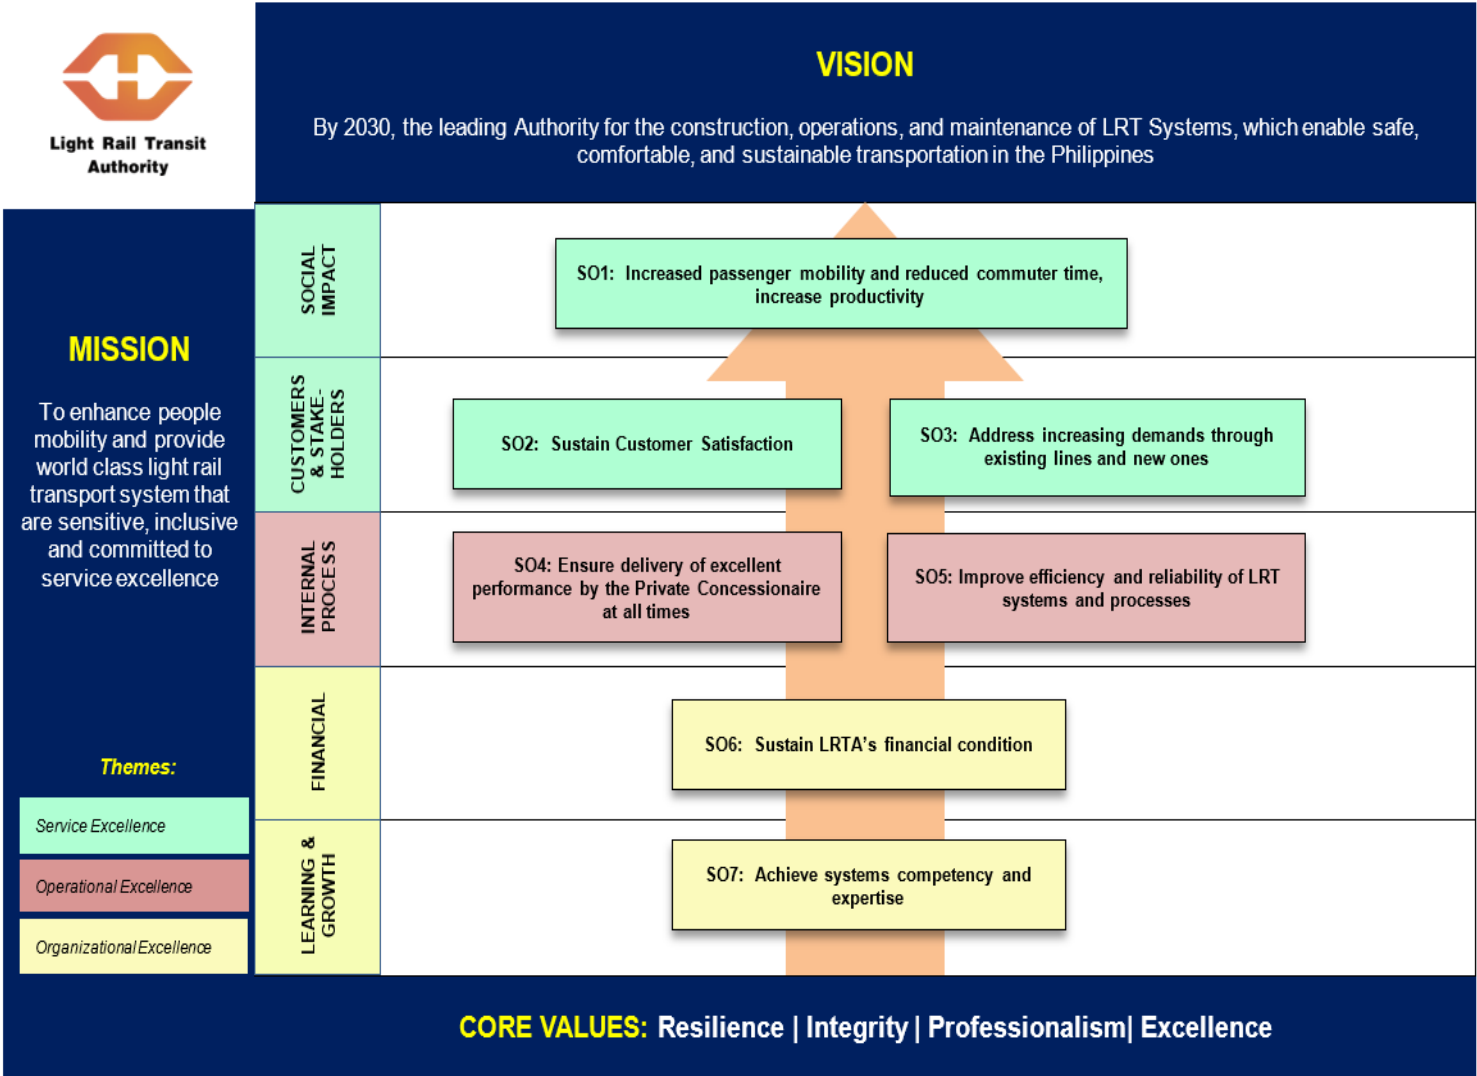 Light Rail Transit
Authority
VISION
By 2030, the leading Authority for the construction, operations, and maintenance of LRT Systems, which enable safe,
comfortable, and sustainable transportation in the Philippines
MISSION
To enhance people
mobility and provide
world class light rail
transport system that
are sensitive, inclusive
and committed to
service excellence
Themes:
Service Excellence
Operational Excellence
Organizational Excellence
SOCIAL
IMPACT
SO1: Increased passenger mobility and reduced commuter time,
increase productivity
CUSTOMERS
& STAKE-
HOLDERS
SO2: Sustain Customer Satisfaction
SO3: Address increasing demands through
existing lines and new ones
INTERNAL
PROCESS
SO4: Ensure delivery of excellent
performance by the Private Concessionaire
at all times
SO5: Improve efficiency and reliability of LRT
systems and processes
FINANCIAL
SO6: Sustain LRTA's financial condition
LEARNING &
GROWTH
SO7: Achieve systems competency and
expertise
CORE VALUES: Resilience | Integrity | Professionalism| Excellence